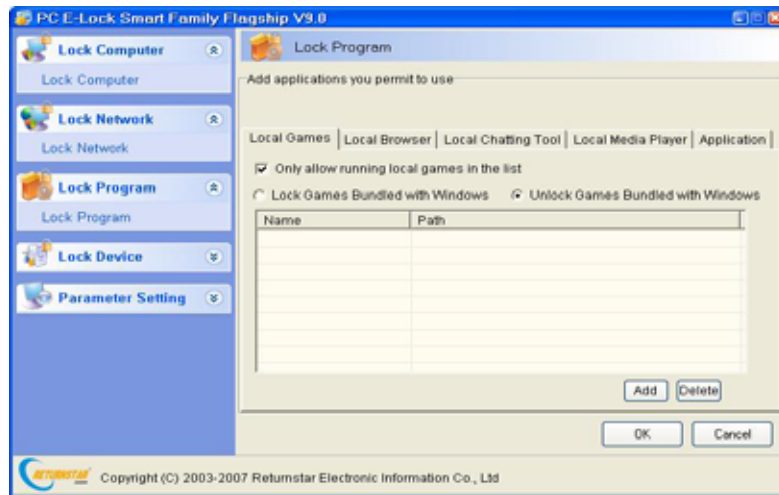 PC E-Lock Smart Family Flagship V9.0
Lock Computer
Lock Computer
Lock Network
Lock Network
Lock Program
Lock Program
Lock Device
Parameter Setting
Lock Program
Add applications you permit to use
Local Games Local Browser Local Chatting Tool Local Media Player Application
Only allow running local games in the list
Lock Games Bundled with Windows Unlock Games Bundled with Windows
Name Path
Add Delete
OK Cancel
RETURNSTAR Copyright (C) 2003-2007 Returnstar Electronic Information Co., Ltd